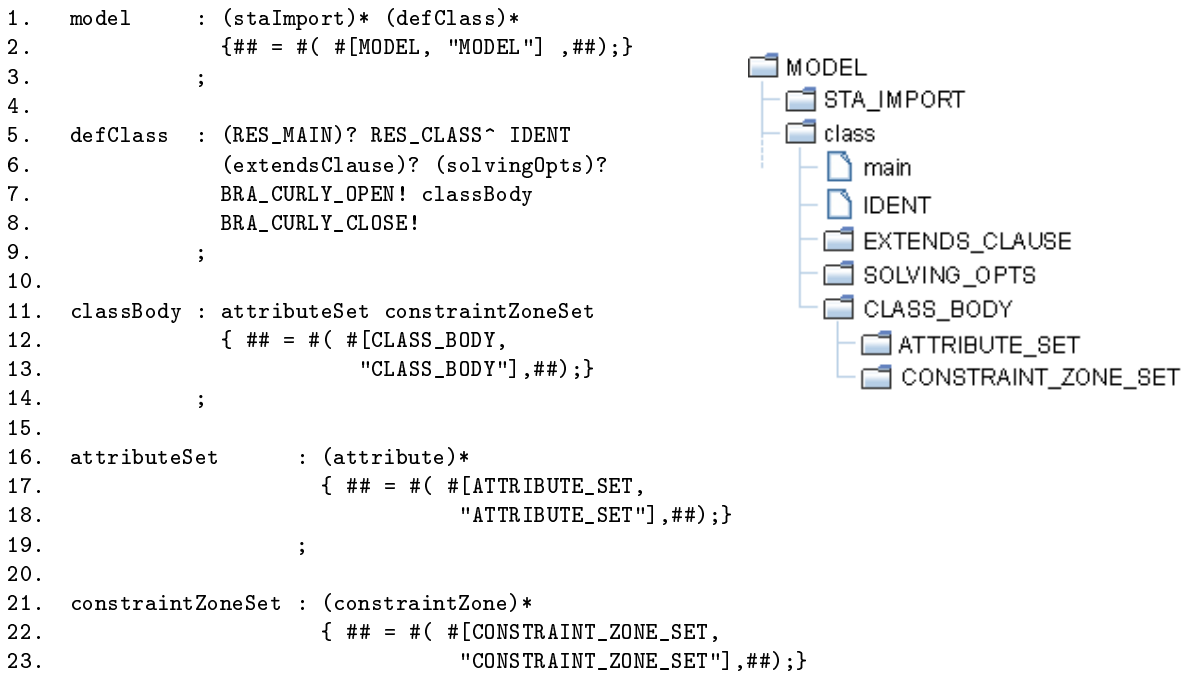 1. model : (staImport)* (defClass)*
2. {## = #( #[MODEL, "MODEL"] ,##);}
3. ;
4.
5. defClass : (RES_MAIN)? RES_CLASS^ IDENT
6. (extendsClause)? (solvingOpts)?
7. BRA_CURLY_OPEN! classBody
8. BRA_CURLY_CLOSE!
9. ;
10.
11. classBody : attributeSet constraintZoneSet
12. { ## = #( #[CLASS_BODY,
13. "CLASS_BODY"],##);}
14. ;
15.
16. attributeSet : (attribute)*
17. { ## = #( #[ATTRIBUTE_SET,
18. "ATTRIBUTE_SET"],##);}
19. ;
20.
21. constraintZoneSet : (constraintZone)*
22. { ## = #( #[CONSTRAINT_ZONE_SET,
23. "CONSTRAINT_ZONE_SET"],##);}
MODEL
STA_IMPORT
class
main
IDENT
EXTENDS_CLAUSE
SOLVING_OPTS
CLASS_BODY
ATTRIBUTE_SET
CONSTRAINT_ZONE_SET